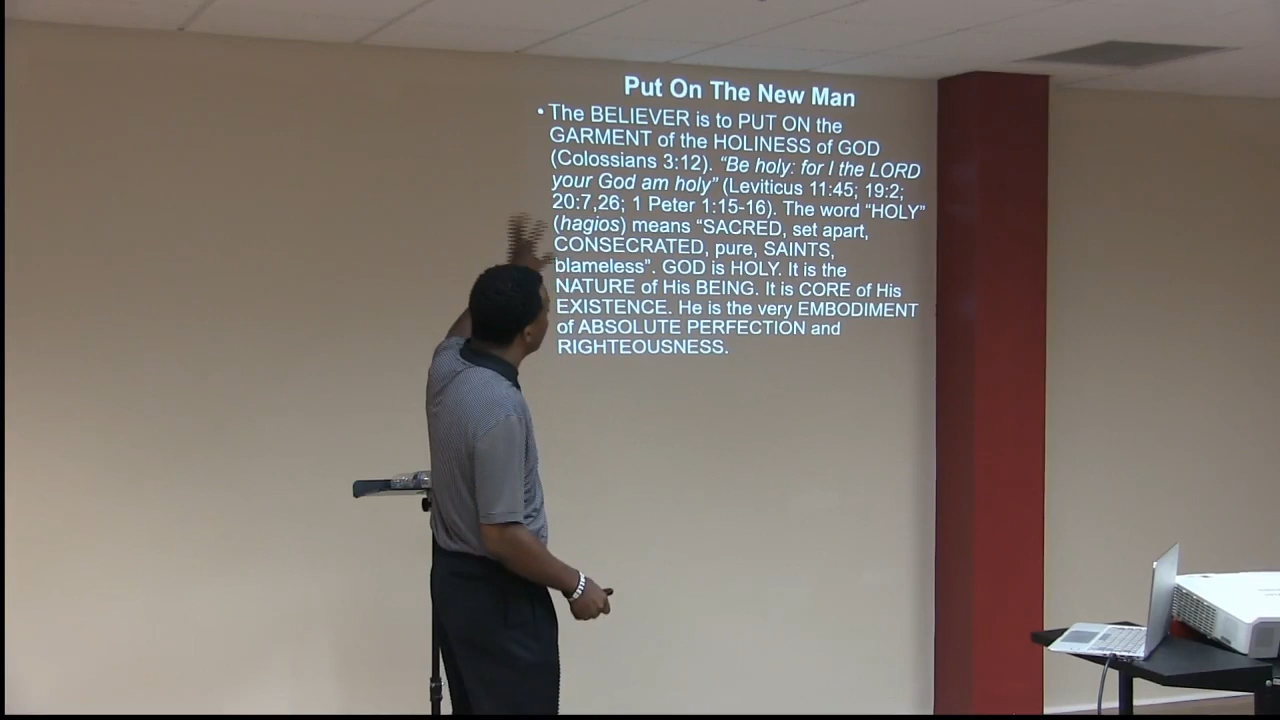 Put On The New Man
• The BELIEVER is to PUT ON the
GARMENT of the HOLINESS of GOD
(Colossians 3:12). “Be holy: for I the LORD
your God am holy” (Leviticus 11:45; 19:2;
20:7,26; 1 Peter 1:15-16). The word “HOLY”
(hagios) means “SACRED, set apart,
CONSECRATED, pure, SAINTS,
blameless”. GOD is HOLY. It is the
NATURE of His BEING. It is CORE of His
EXISTENCE. He is the very EMBODIMENT
of ABSOLUTE PERFECTION and
RIGHTEOUSNESS.